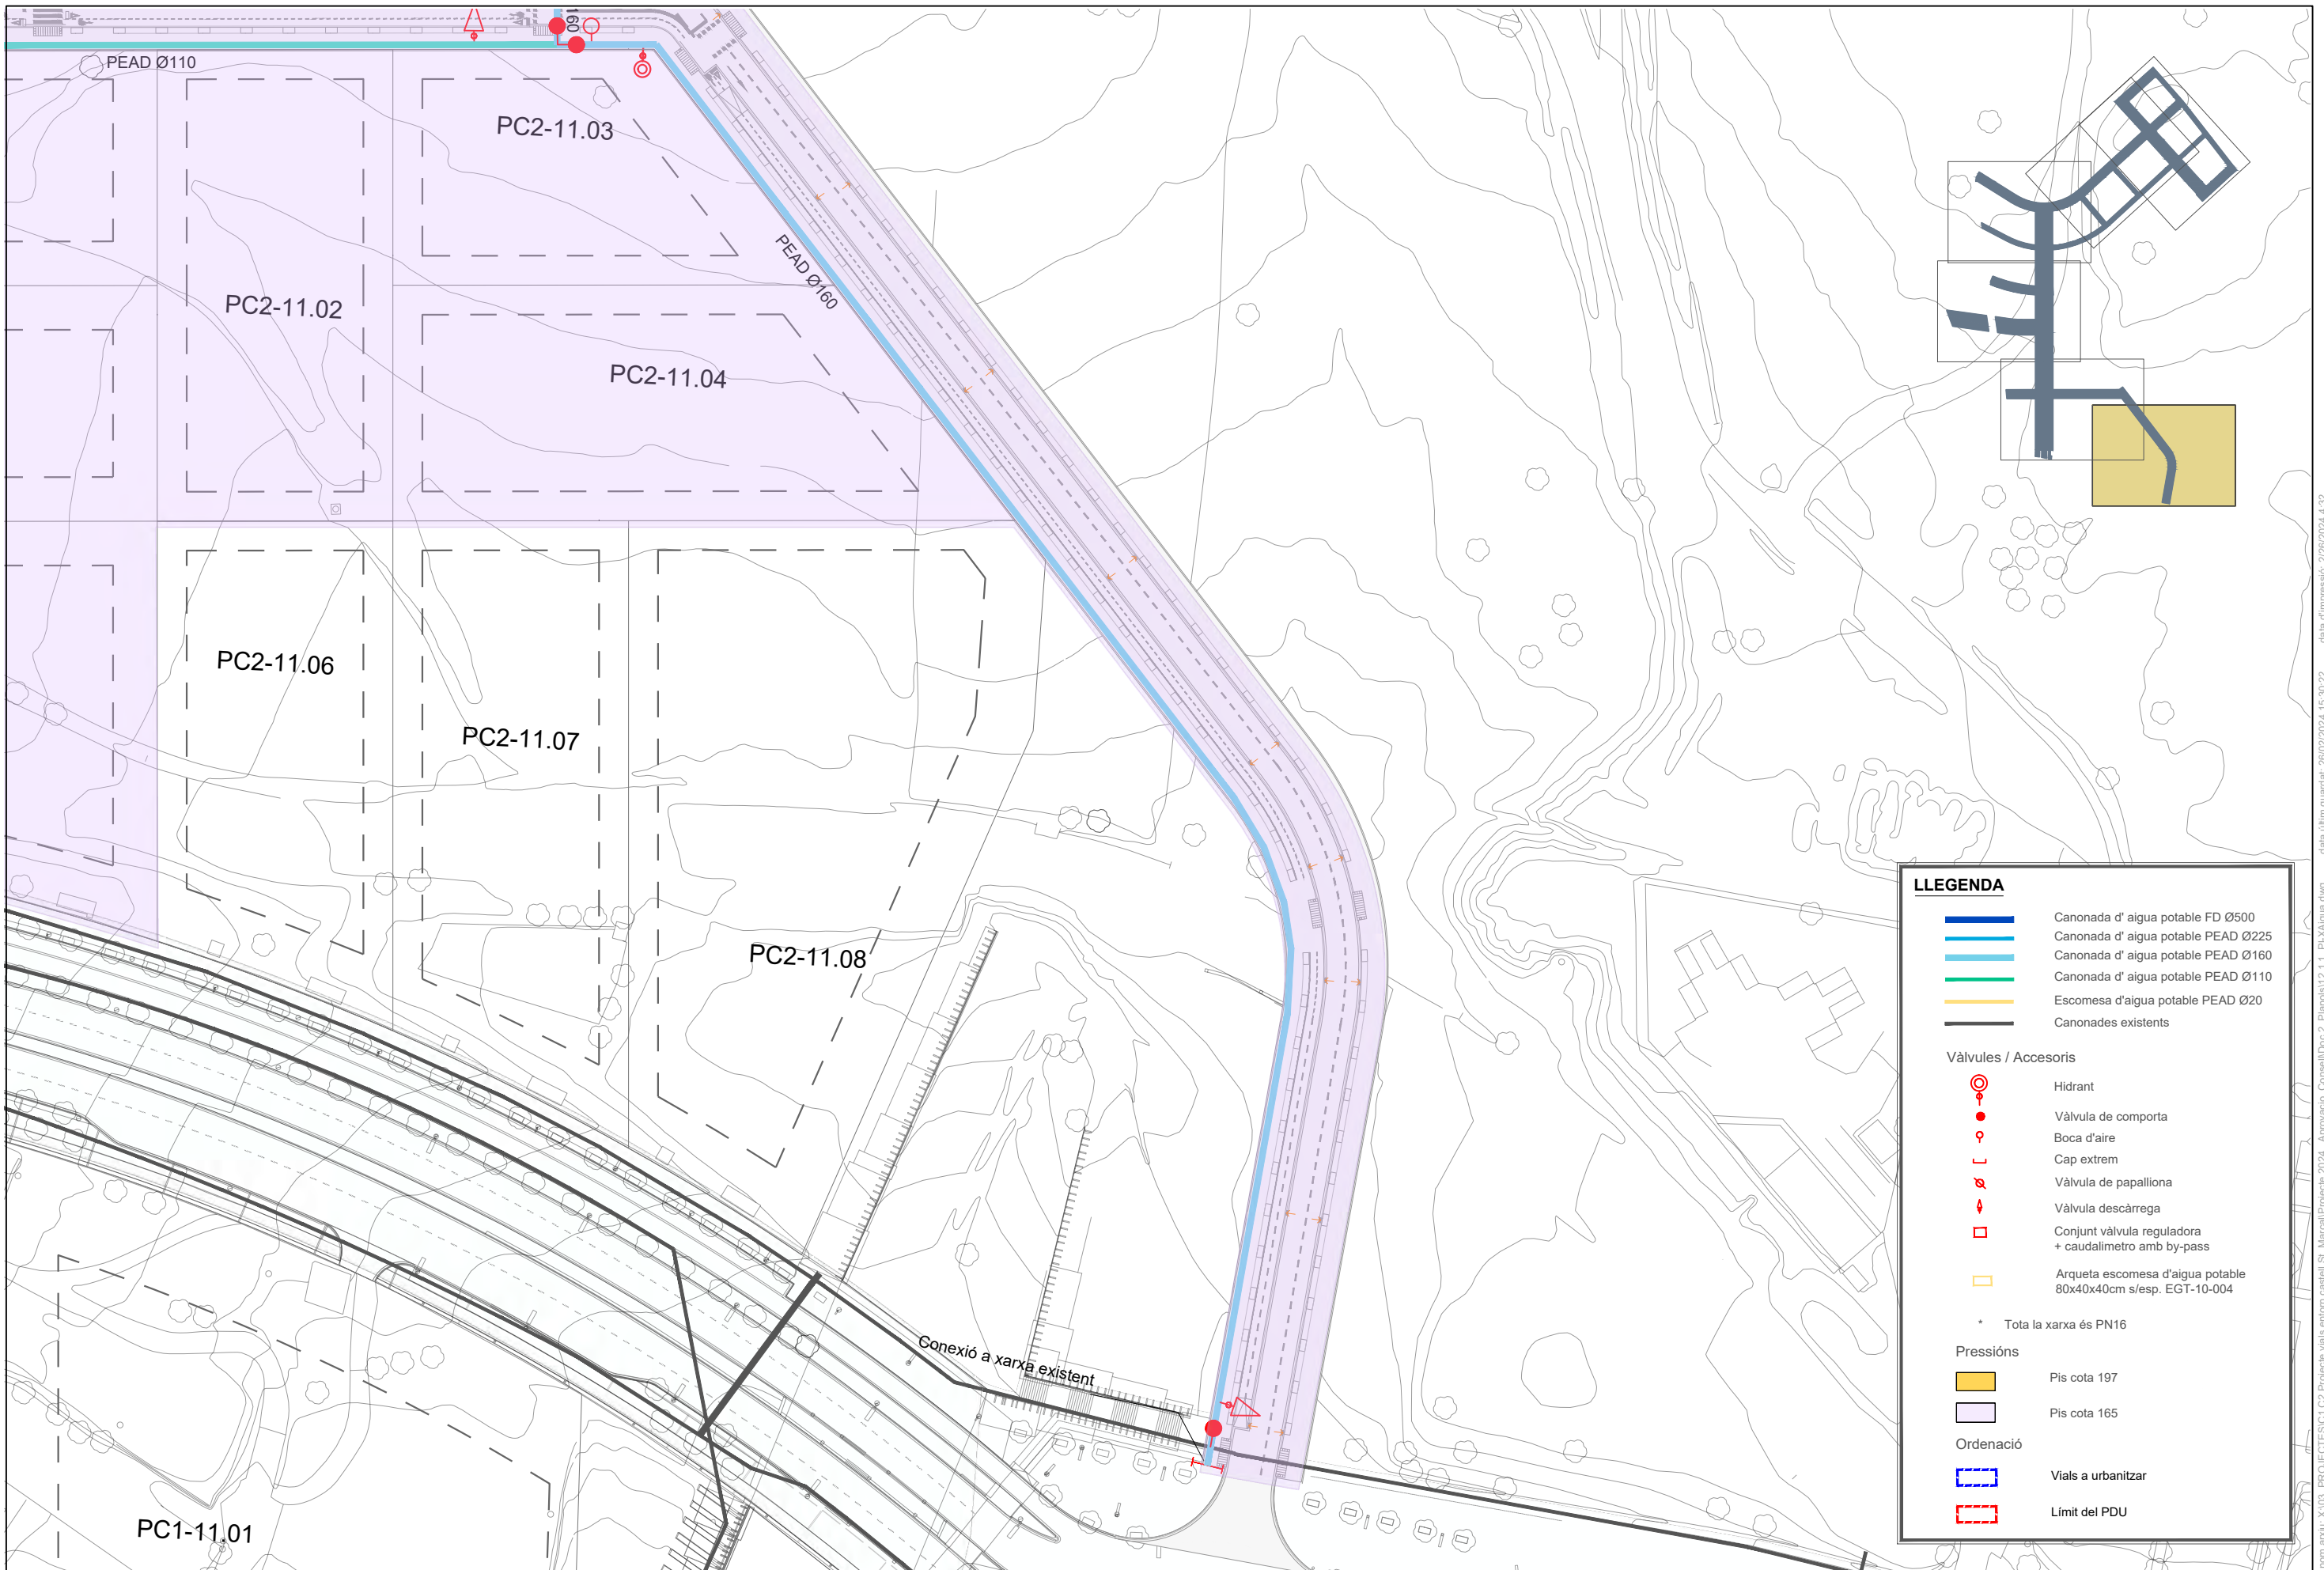 160
PEAD Ø110
PC2-11.03
PEAD Ø160
PC2-11.02
PC2-11.04
PC2-11.06
PC2-11.07
PC2-11.08
Conexió a xarxa existent
PC1-11.01
LLEGENDA
Canonada d' aigua potable FD Ø500
Canonada d' aigua potable PEAD Ø225
Canonada d' aigua potable PEAD Ø160
Canonada d' aigua potable PEAD Ø110
Escomesa d'aigua potable PEAD Ø20
Canonades existents
Vàlvules / Accesoris
Hidrant
Vàlvula de comporta
Boca d'aire
Cap extrem
Vàlvula de papalliona
Vàlvula descàrrega
Conjunt vàlvula reguladora
+ caudalimetro amb by-pass
Arqueta escomesa d'aigua potable
80x40x40cm s/esp. EGT-10-004
* Tota la xarxa és PN16
Pressións
Pis cota 197
Pis cota 165
Ordenació
Vials a urbanitzar
Límit del PDU